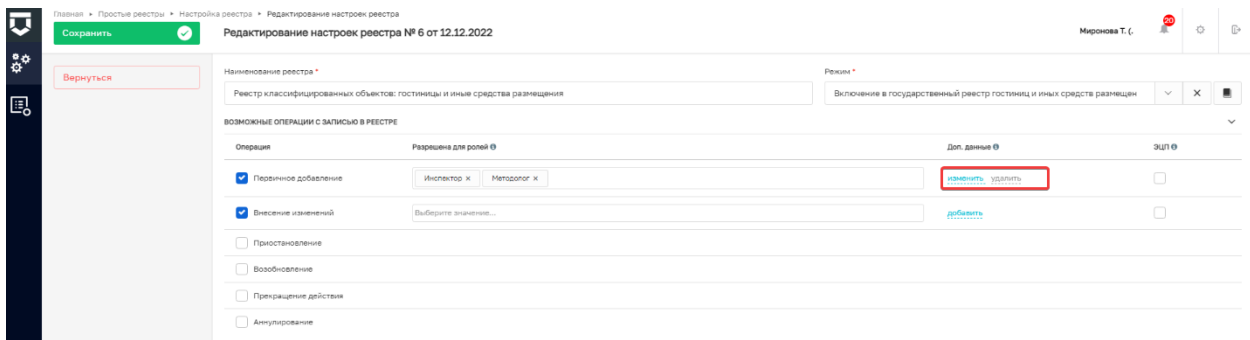 Главная ▸ Простые реестры ▸ Настройка реестра ▸ Редактирование настроек реестра
Сохранить
Редактирование настроек реестра № 6 от 12.12.2022
Миронова Т. (.
20
Вернуться
Наименование реестра *
Режим *
Реестр классифицированных объектов: гостиницы и иные средства размещения
Включение в государственный реестр гостиниц и иных средств размещен
ВОЗМОЖНЫЕ ОПЕРАЦИИ С ЗАПИСЬЮ В РЕЕСТРЕ
Операция Разрешена для ролей Доп. данные ЭЦП
Первичное добавление Инспектор × Методолог × изменить удалить
Внесение изменений Выберите значение... добавить
Приостановление
Возобновление
Прекращение действия
Аннулирование